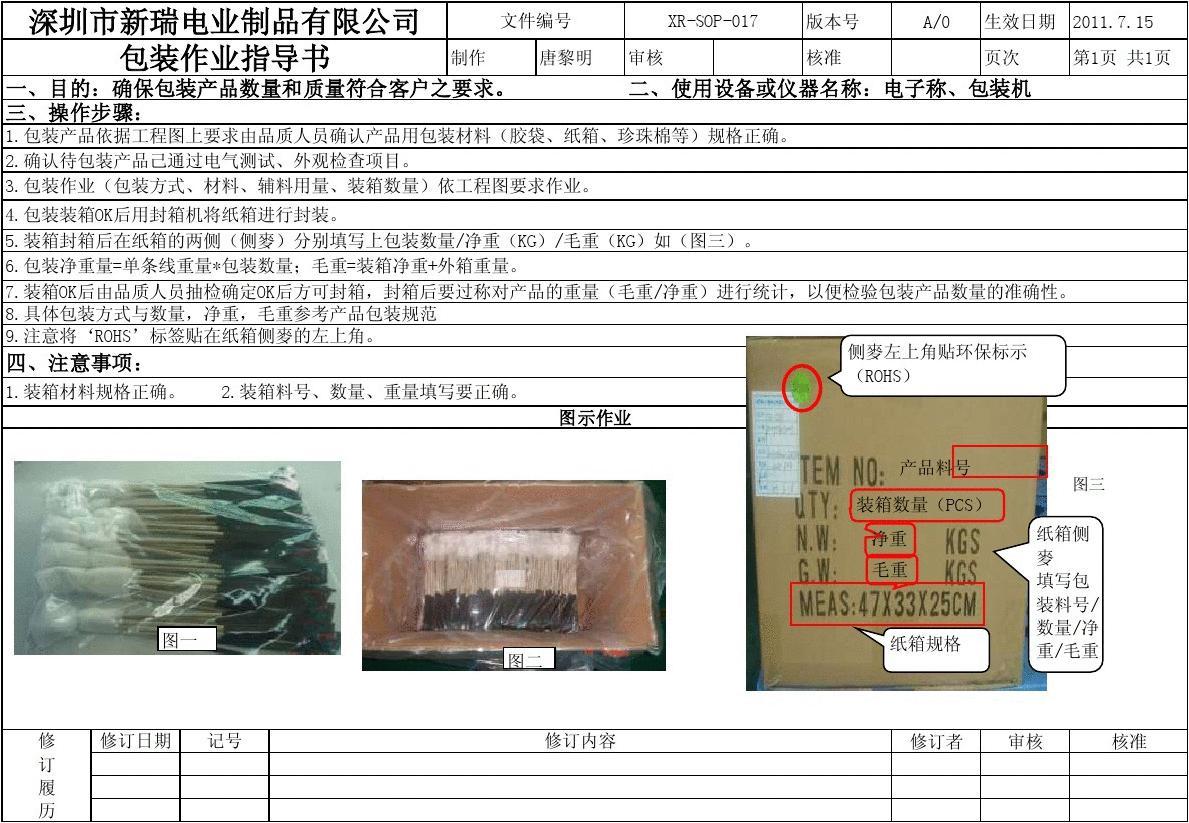 深圳市新瑞电业制品有限公司 文件编号 XR-SOP-017 版本号 A/0 生效日期 2011.7.15
包装作业指导书 制作 唐黎明 审核 核准 页次 第1页 共1页
一、目的：确保包装产品数量和质量符合客户之要求。 二、使用设备或仪器名称：电子称、包装机
三、操作步骤：
1.包装产品依据工程图上要求由品质人员确认产品用包装材料（胶袋、纸箱、珍珠棉等）规格正确。
2.确认待包装产品己通过电气测试、外观检查项目。
3.包装作业（包装方式、材料、辅料用量、装箱数量）依工程图要求作业。
4.包装装箱OK后用封箱机将纸箱进行封装。
5.装箱封箱后在纸箱的两侧（侧麥）分别填写上包装数量/净重（KG）/毛重（KG）如（图三）。
6.包装净重量=单条线重量*包装数量；毛重=装箱净重+外箱重量。
7.装箱OK后由品质人员抽检确定OK后方可封箱，封箱后要过称对产品的重量（毛重/净重）进行统计，以便检验包装产品数量的准确性。
8.具体包装方式与数量，净重，毛重参考产品包装规范
9.注意将‘ROHS’标签贴在纸箱侧麥的左上角。
四、注意事项：
1.装箱材料规格正确。 2.装箱料号、数量、重量填写要正确。
图示作业
侧麥左上角贴环保标示
（ROHS）
TEM NO: 产品料号
图三
QTY: 装箱数量（PCS）
N.W: 净重 KGS
G.W: 毛重 KGS
MEAS:47X33X25CM
纸箱规格
纸箱侧
麥
填写包
装料号/
数量/净
重/毛重
图一
图二
修订履历 修订日期 记号 修订内容 修订者 审核 核准